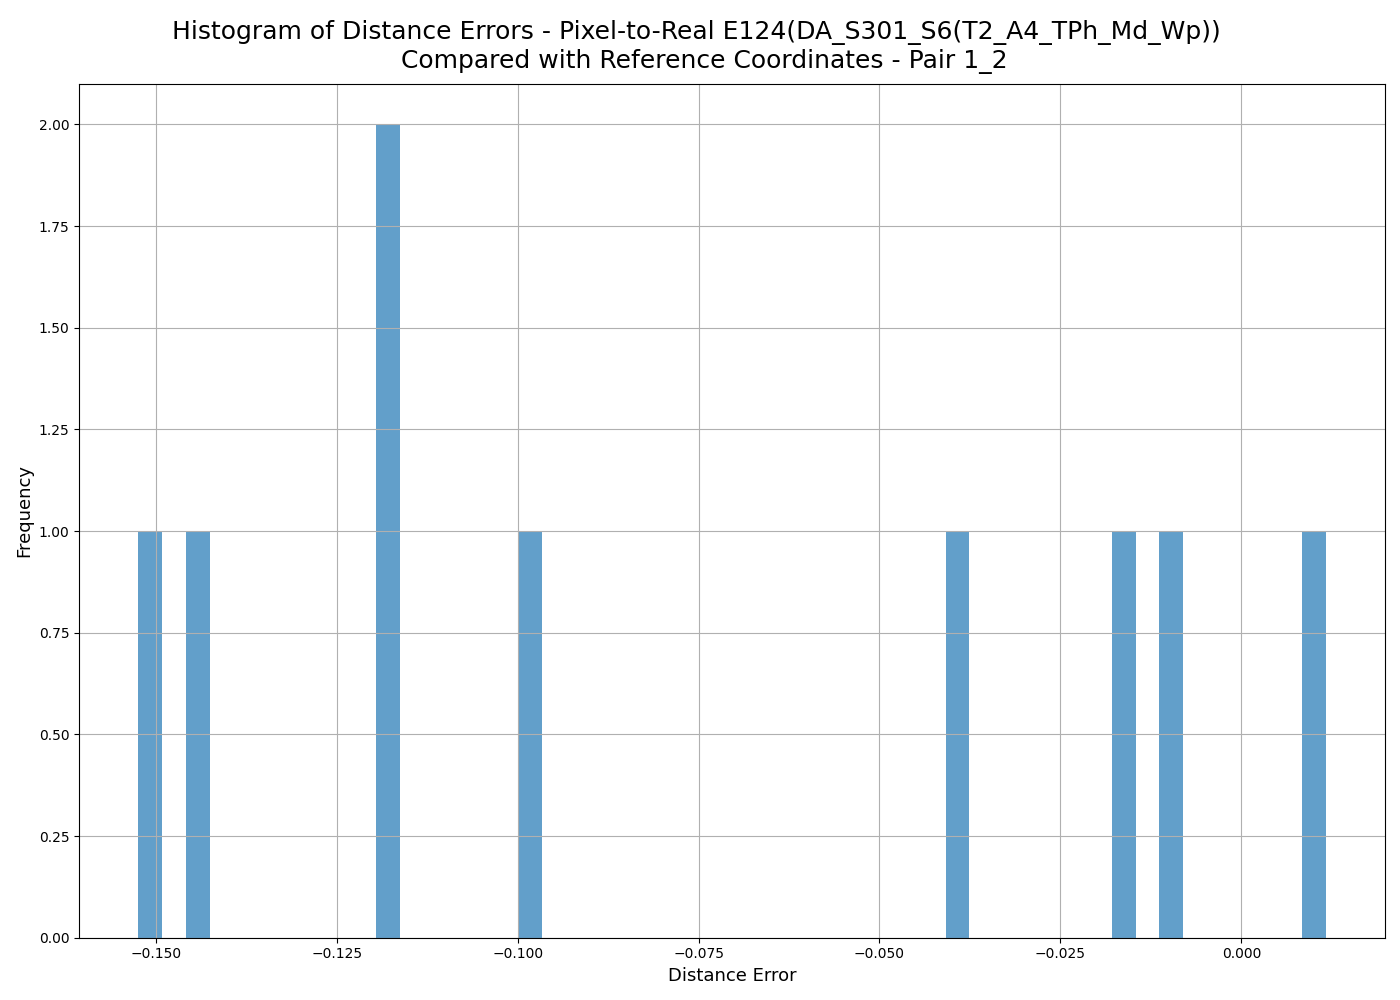 Histogram of Distance Errors - Pixel-to-Real E124(DA_S301_S6(T2_A4_TPh_Md_Wp))
Compared with Reference Coordinates - Pair 1_2
2.00
1.75
1.50
1.25
1.00
0.75
0.50
0.25
0.00
Frequency
−0.150 −0.125 −0.100 −0.075 −0.050 −0.025 0.000
Distance Error